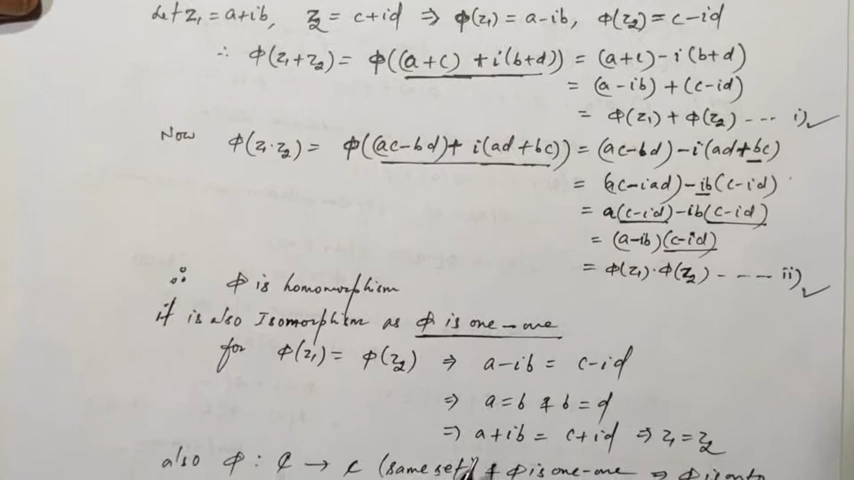 Let z₁ = a+ib, z₂ = c+id ⇒ φ(z₁) = a-ib, φ(z₂) = c-id
∴ φ(z₁+z₂) = φ((a+c) +i(b+d)) = (a+c)-i(b+d)
= (a-ib)+(c-id)
= φ(z₁)+φ(z₂) --- i)✓
Now φ(z₁·z₂) = φ((ac-bd)+i(ad+bc)) = (ac-bd)-i(ad+bc)
= (ac-iad)-ib(c-id)
= a(c-id)-ib(c-id)
= (a-ib)(c-id)
= φ(z₁)·φ(z₂) ---- ii)✓
∴ φ is homomorphism
it is also Isomorphism as φ is one-one
for φ(z₁) = φ(z₂) ⇒ a-ib = c-id
⇒ a=b & b=d
⇒ a+ib = c+id ⇒ z₁=z₂
also φ: ℂ → ℂ (same set) & φ is one-one ⇒ φ is onto